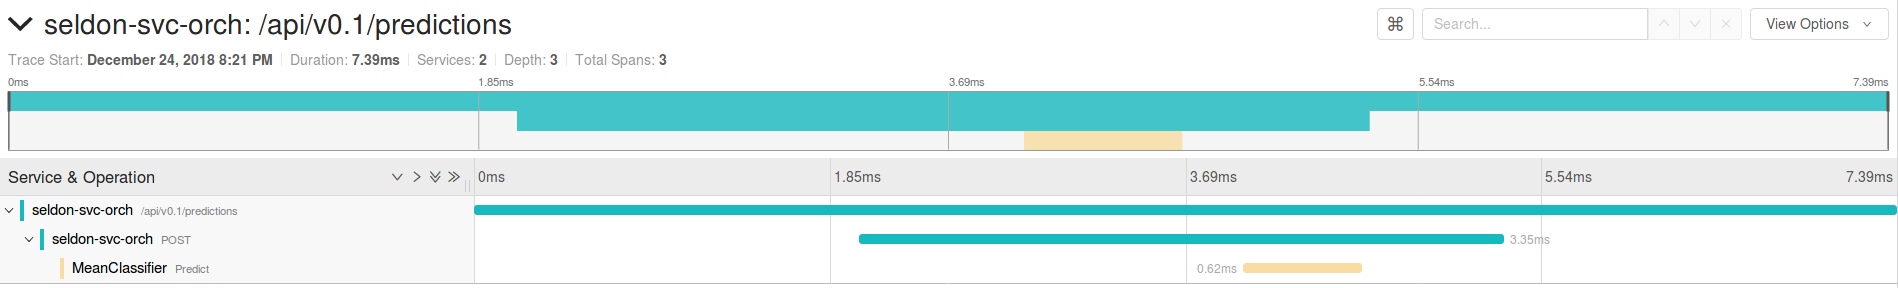 seldon-svc-orch: /api/v0.1/predictions
Search...
View Options
Trace Start: December 24, 2018 8:21 PM Duration: 7.39ms Services: 2 Depth: 3 Total Spans: 3
0ms 1.85ms 3.69ms 5.54ms 7.39ms
Service & Operation 0ms 1.85ms 3.69ms 5.54ms 7.39ms
seldon-svc-orch /api/v0.1/predictions
seldon-svc-orch POST 3.35ms
MeanClassifier Predict 0.62ms